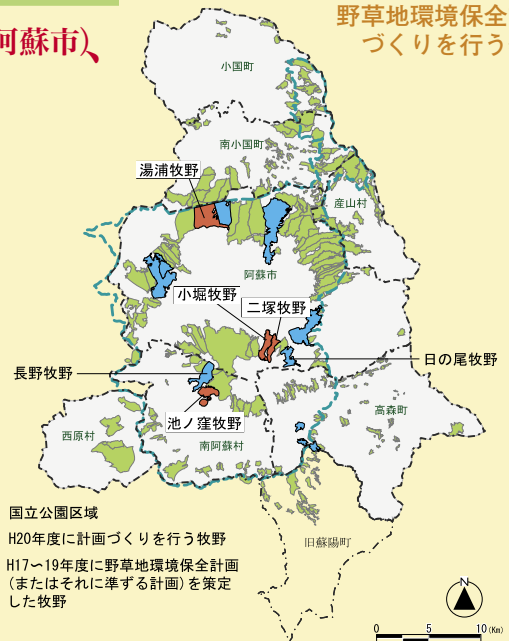 野草地環境保全
づくりを行う
阿蘇市)、
小国町
南小国町
湯浦牧野
産山村
阿蘇市
小堀牧野
二塚牧野
日の尾牧野
長野牧野
池ノ窪牧野
高森町
西原村
南阿蘇村
旧蘇陽町
国立公園区域
H20年度に計画づくりを行う牧野
H17〜19年度に野草地環境保全計画
(またはそれに準ずる計画)を策定
した牧野
N
0 5 10(Km)